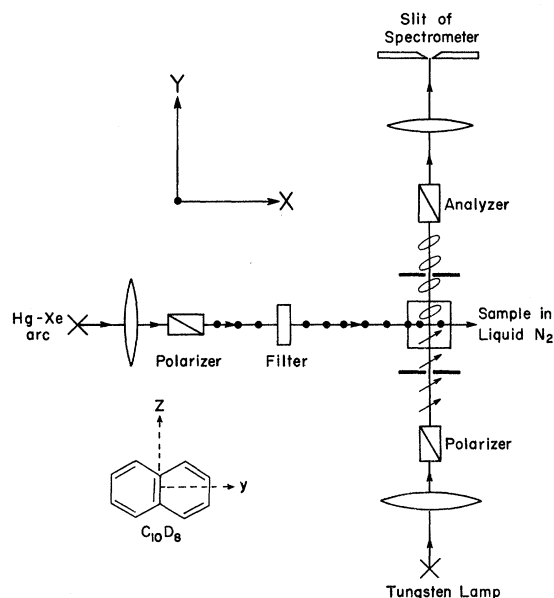 Slit of
Spectrometer
Y
X
Analyzer
Hg-Xe
arc
Polarizer
Filter
Sample in
Liquid N₂
Z
y
C₁₀D₈
Polarizer
Tungsten Lamp